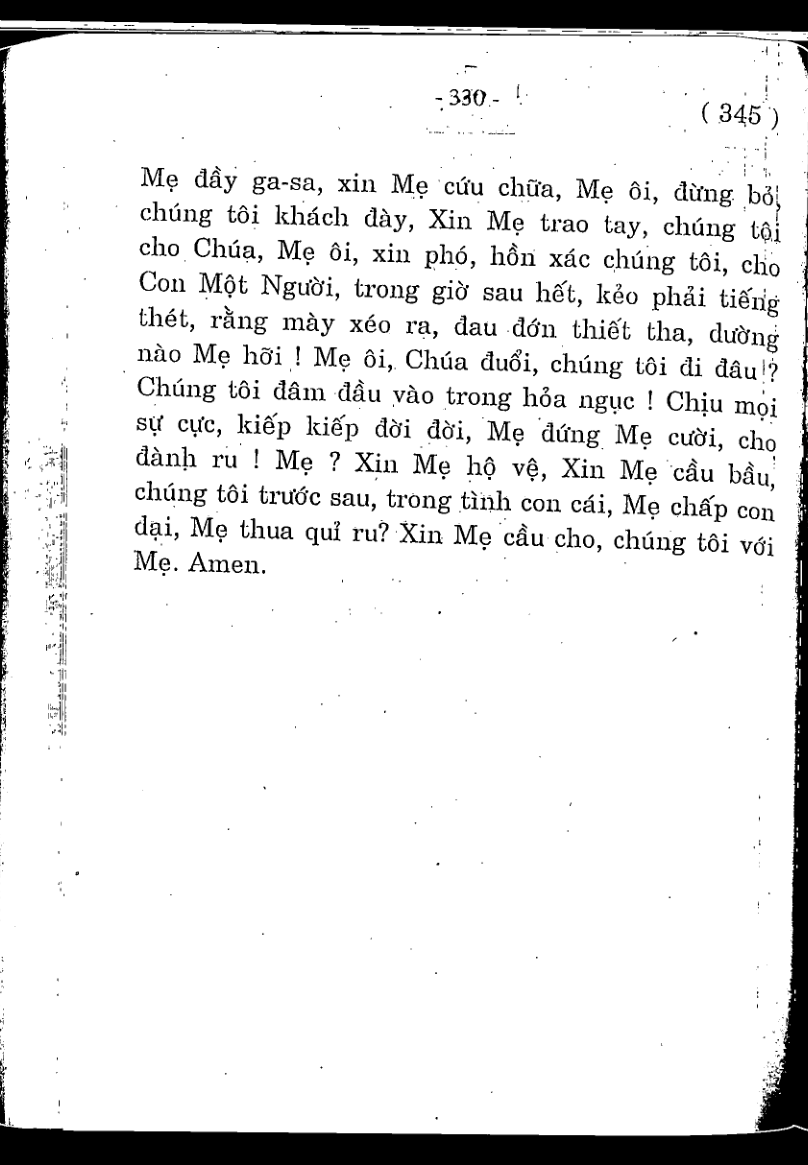 - 330 -
( 345 )
Mẹ đầy ga-sa, xin Mẹ cứu chữa, Mẹ ôi, đừng bỏ,
chúng tôi khách đày, Xin Mẹ trao tay, chúng tôi
cho Chúa, Mẹ ôi, xin phó, hồn xác chúng tôi, cho
Con Một Người, trong giờ sau hết, kẻo phải tiếng
thét, rằng mày xéo ra, đau đớn thiết tha, dường
nào Mẹ hỡi ! Mẹ ôi, Chúa đuổi, chúng tôi đi đâu ?
Chúng tôi đâm đầu vào trong hỏa ngục ! Chịu mọi
sự cực, kiếp kiếp đời đời, Mẹ đứng Mẹ cười, cho
đành ru ! Mẹ ? Xin Mẹ hộ vệ, Xin Mẹ cầu bầu,
chúng tôi trước sau, trong tình con cái, Mẹ chấp con
dại, Mẹ thua quỉ ru? Xin Mẹ cầu cho, chúng tôi với
Mẹ. Amen.